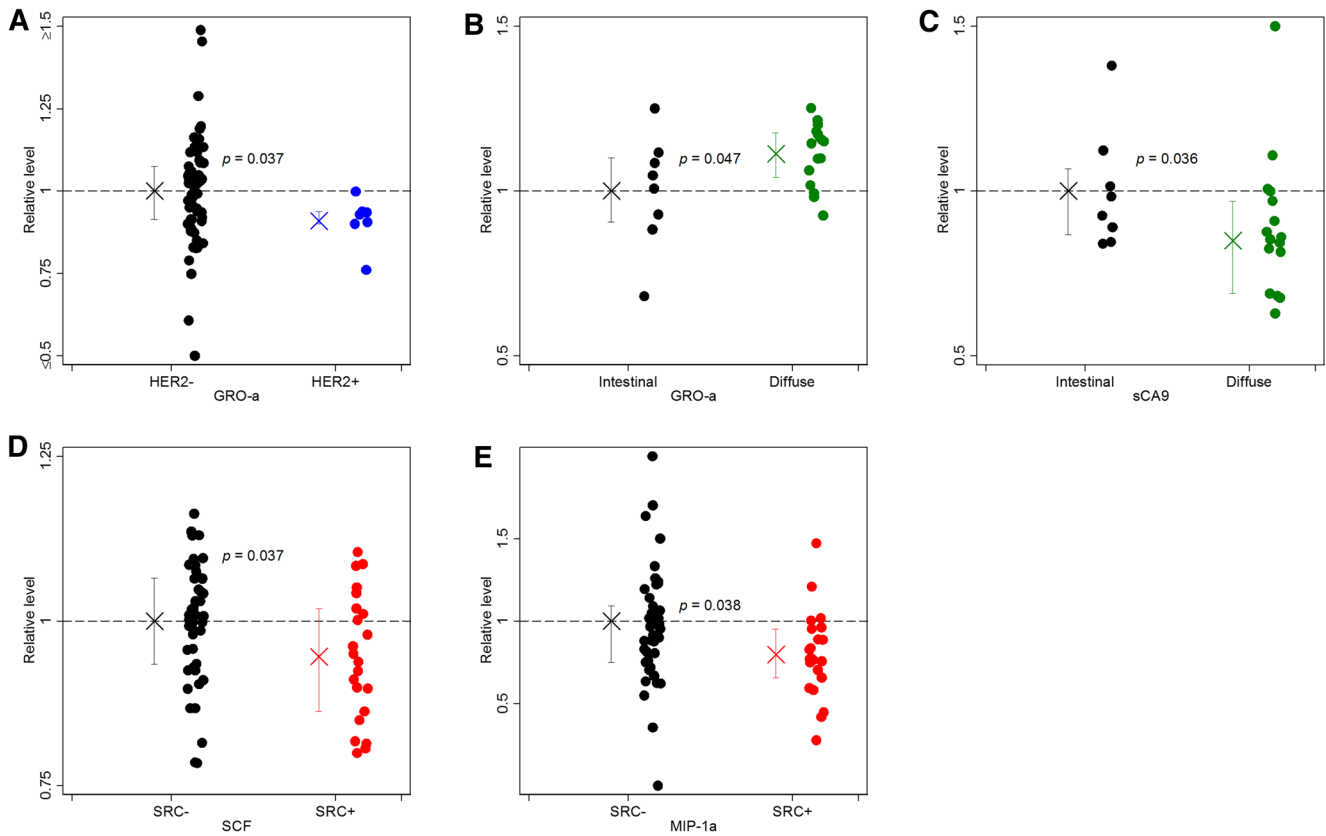 A
Relative level
≥1.5
1.25
1
0.75
≤0.5
p = 0.037
HER2-
HER2+
GRO-a
B
Relative level
1.5
1
0.5
p = 0.047
Intestinal
Diffuse
GRO-a
C
Relative level
1.5
1
0.5
p = 0.036
Intestinal
Diffuse
sCA9
D
Relative level
1.25
1
0.75
p = 0.037
SRC-
SRC+
SCF
E
Relative level
1.5
1
0.5
p = 0.038
SRC-
SRC+
MIP-1a